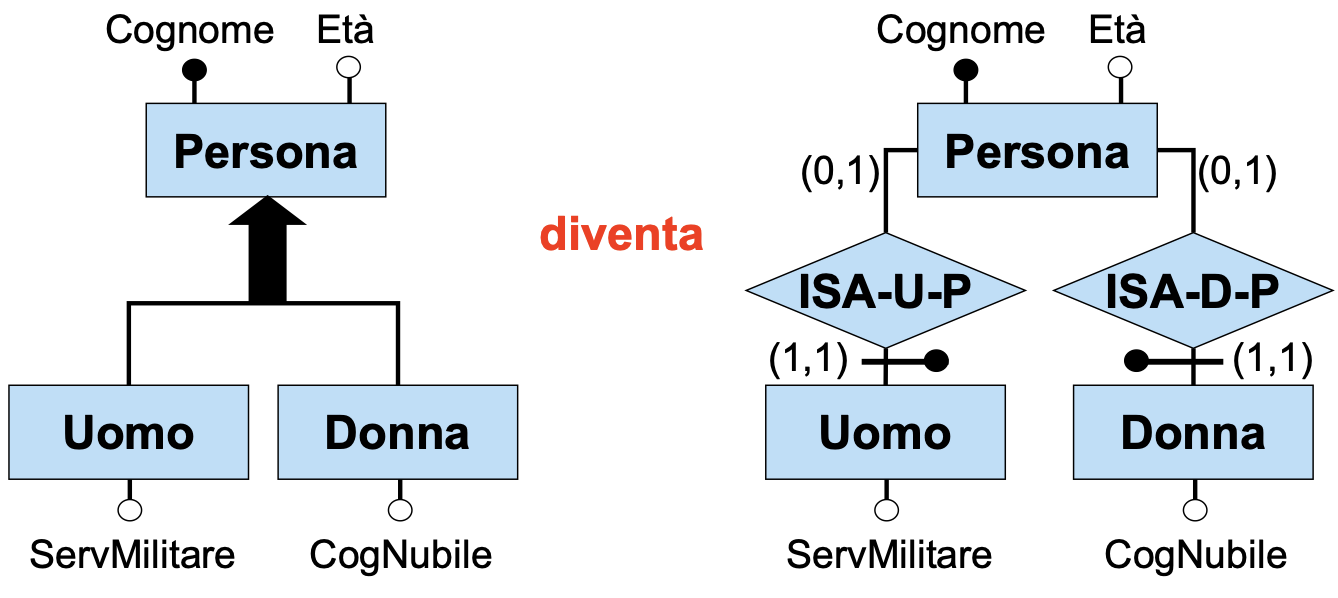 Cognome Età
Persona
Uomo Donna
ServMilitare CogNubile
diventa
Cognome Età
Persona
(0,1) (0,1)
ISA-U-P ISA-D-P
(1,1) (1,1)
Uomo Donna
ServMilitare CogNubile